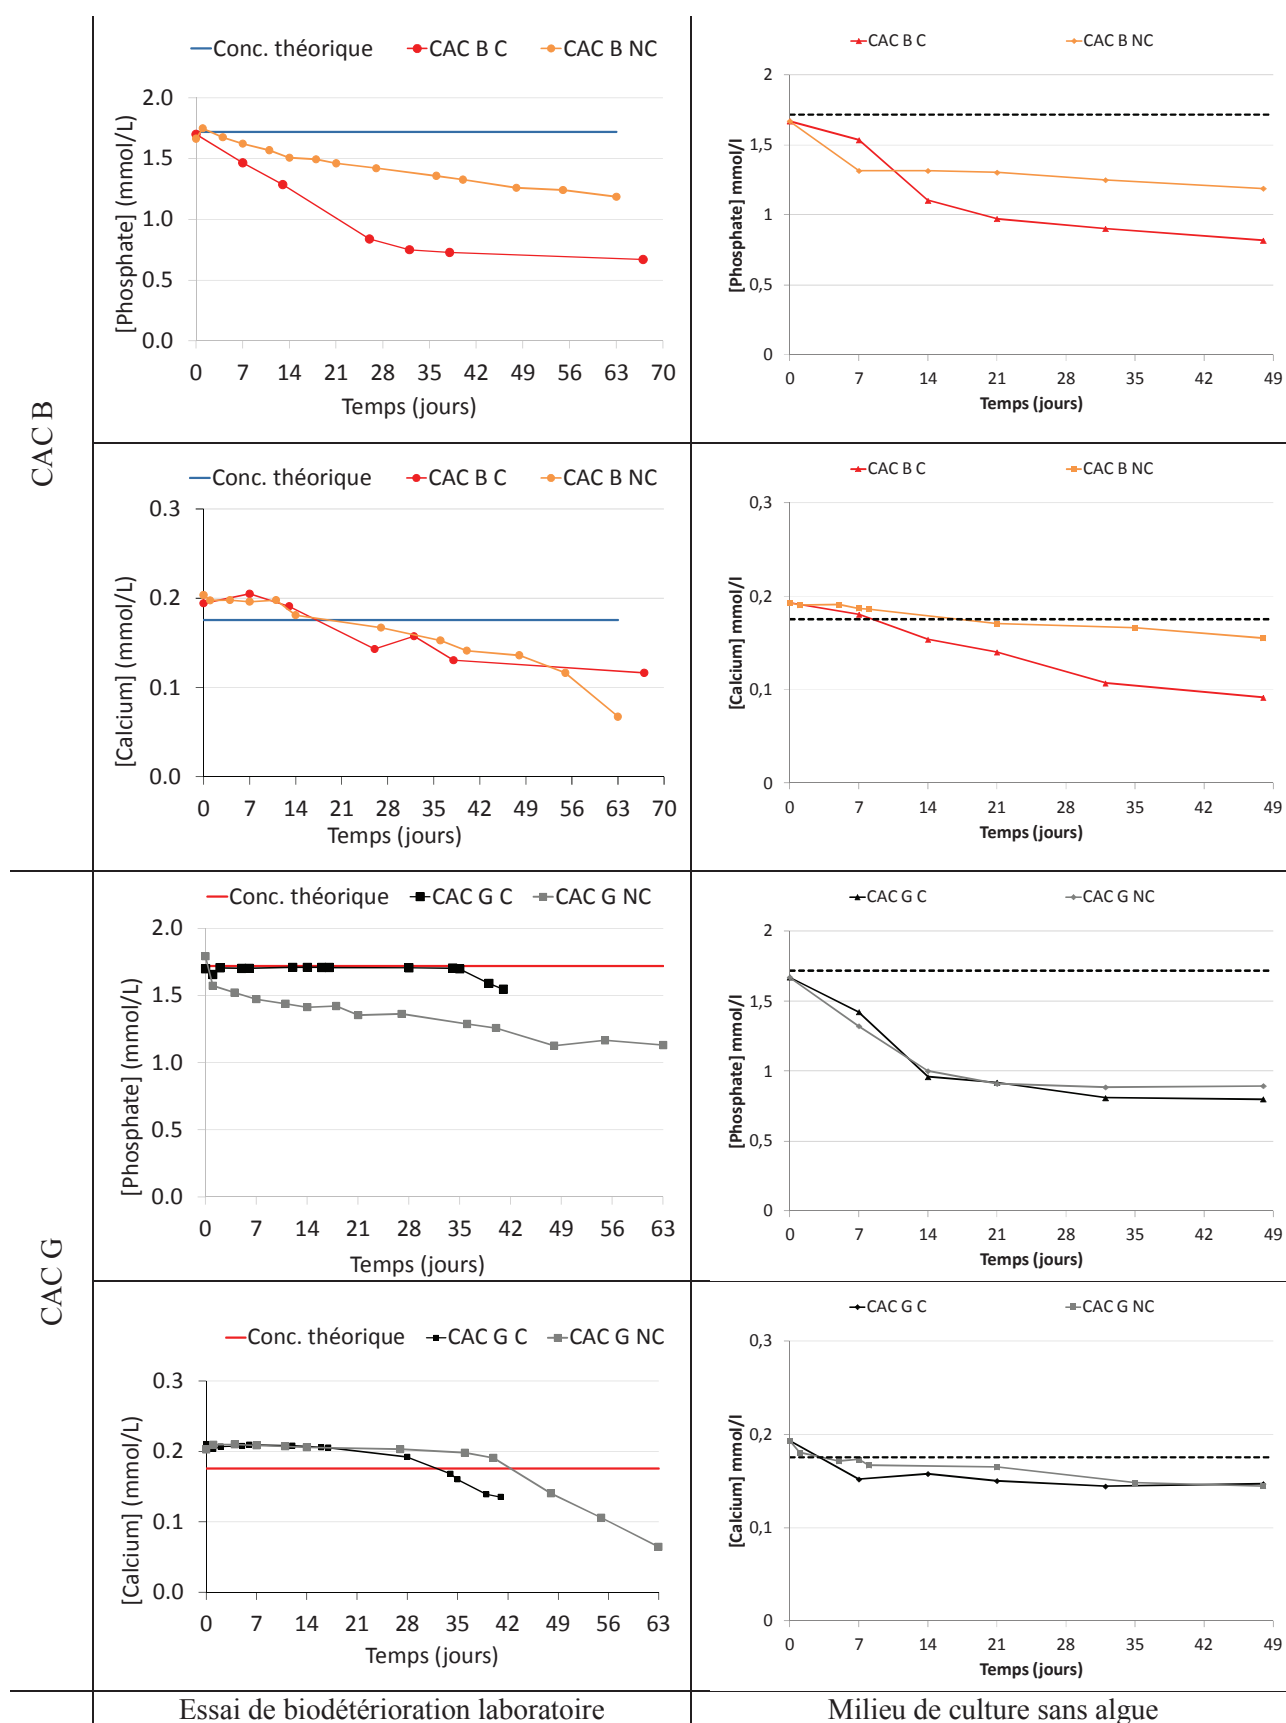 CAC B
Conc. théorique CAC B C CAC B NC
[Phosphate] (mmol/L)
2.0
1.5
1.0
0.5
0.0
0 7 14 21 28 35 42 49 56 63 70
Temps (jours)
CAC B C CAC B NC
[Phosphate] mmol/l
2
1,5
1
0,5
0
0 7 14 21 28 35 42 49
Temps (jours)
Conc. théorique CAC B C CAC B NC
[Calcium] (mmol/L)
0.3
0.2
0.1
0.0
0 7 14 21 28 35 42 49 56 63 70
Temps (jours)
CAC B C CAC B NC
[Calcium] mmol/l
0,3
0,2
0,1
0
0 7 14 21 28 35 42 49
Temps (jours)
CAC G
Conc. théorique CAC G C CAC G NC
[Phosphate] (mmol/L)
2.0
1.5
1.0
0.5
0.0
0 7 14 21 28 35 42 49 56 63
Temps (jours)
CAC G C CAC G NC
[Phosphate] mmol/l
2
1,5
1
0,5
0
0 7 14 21 28 35 42 49
Temps (jours)
Conc. théorique CAC G C CAC G NC
[Calcium] (mmol/L)
0.3
0.2
0.1
0.0
0 7 14 21 28 35 42 49 56 63
Temps (jours)
CAC G C CAC G NC
[Calcium] mmol/l
0,3
0,2
0,1
0
0 7 14 21 28 35 42 49
Temps (jours)
Essai de biodétérioration laboratoire
Milieu de culture sans algue